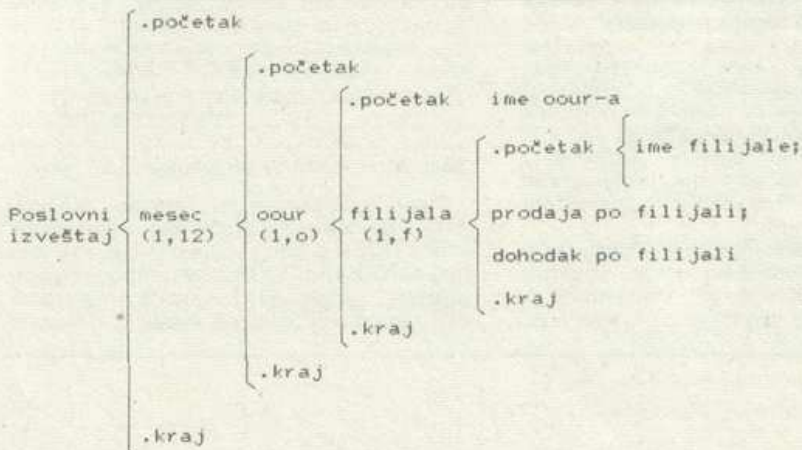 .početak
.početak
.početak ime oour-a
.početak ime filijale;
Poslovni mesec oour filijala prodaja po filijali;
izveštaj (1,12) (1,o) (1,f)
dohodak po filijali
.kraj
.kraj
.kraj
.kraj